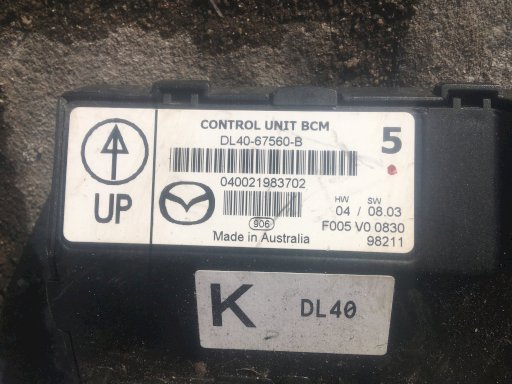 CONTROL UNIT BCM
DL40-67560-B
5
040021983702
UP
HW SW
04 / 08.03
906
F005 V0 0830
Made in Australia
98211
K DL40